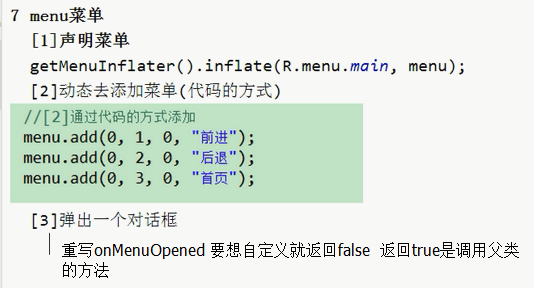 7 menu菜单
[1]声明菜单
getMenuInflater().inflate(R.menu.main, menu);
[2]动态去添加菜单(代码的方式)
//[2]通过代码的方式添加
menu.add(0, 1, 0, "前进");
menu.add(0, 2, 0, "后退");
menu.add(0, 3, 0, "首页");
[3]弹出一个对话框
重写onMenuOpened 要想自定义就返回false 返回true是调用父类
的方法